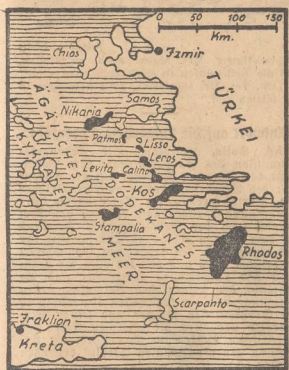 0 50 100 150
Km.
Chios
Izmir
TÜRKEI
ÄGÄISCHES
MEER
Nikaria
Samos
Patmos
Lisso
Leros
KYKLADEN
Levita
Calino
DODEKANES
Kos
Stampalia
Rhodos
Scarpanto
Iraklion
Kreta